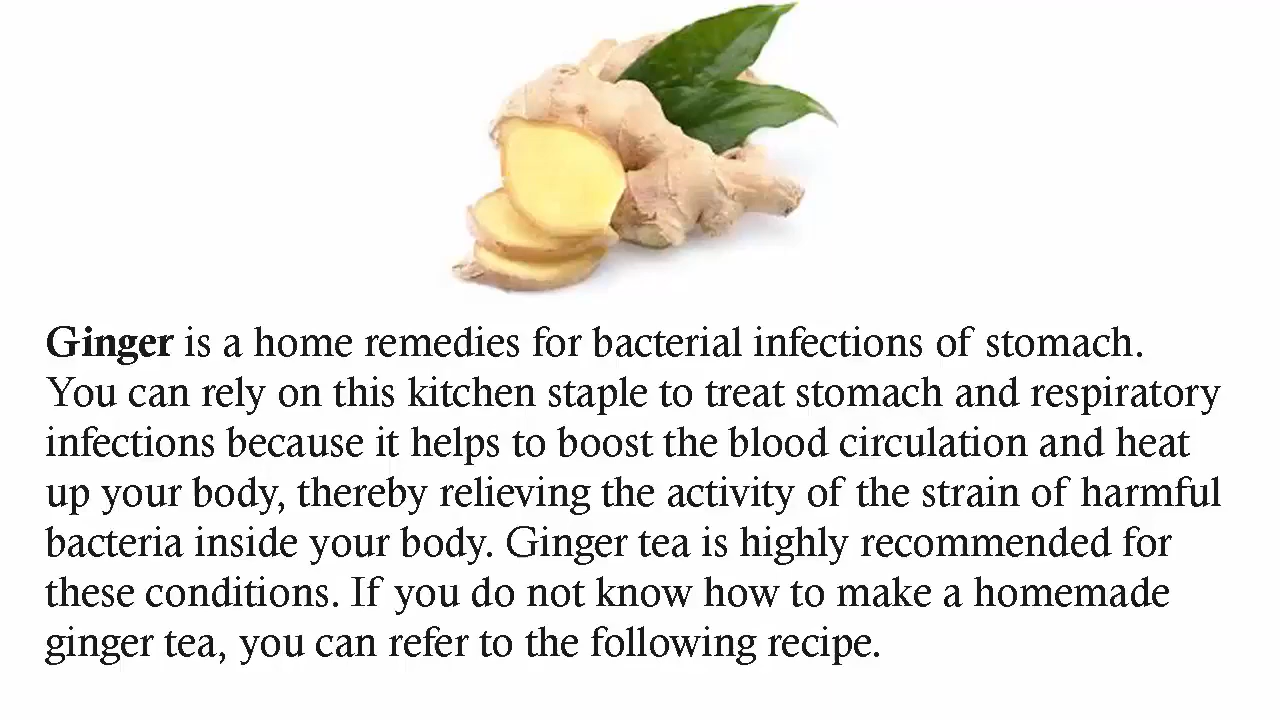 Ginger is a home remedies for bacterial infections of stomach.
You can rely on this kitchen staple to treat stomach and respiratory
infections because it helps to boost the blood circulation and heat
up your body, thereby relieving the activity of the strain of harmful
bacteria inside your body. Ginger tea is highly recommended for
these conditions. If you do not know how to make a homemade
ginger tea, you can refer to the following recipe.